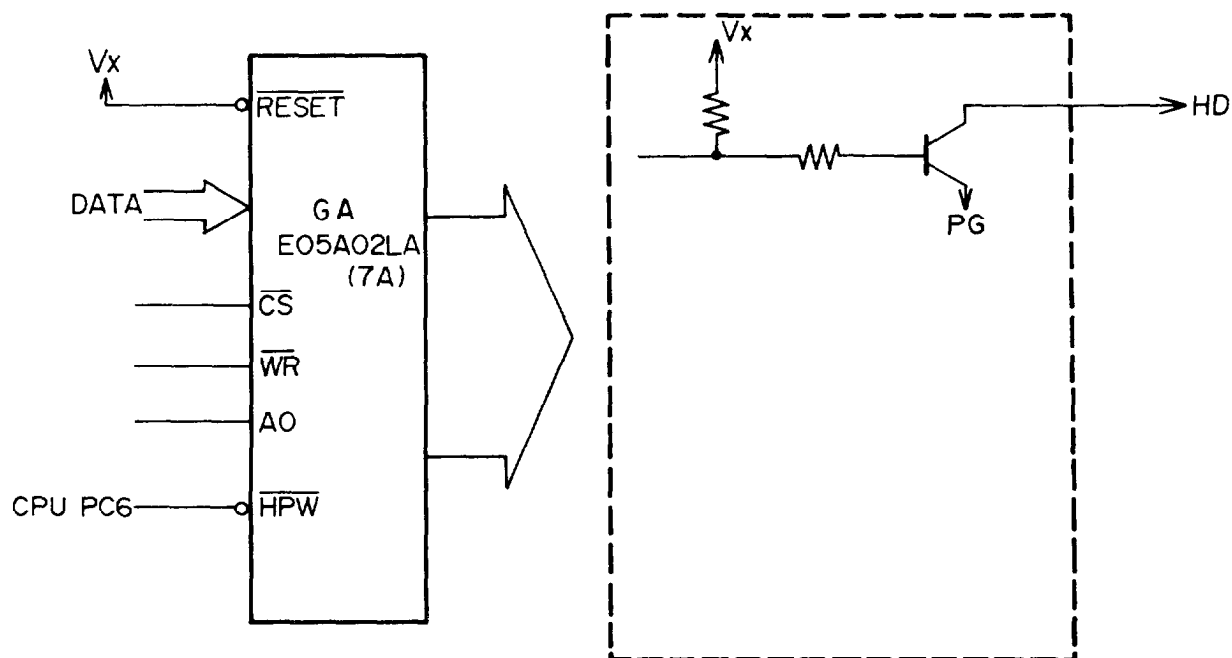 Vx
RESET
DATA
GA
E05A02LA
(7A)
CS
WR
A0
CPU PC6
HPW
Vx
HD
PG